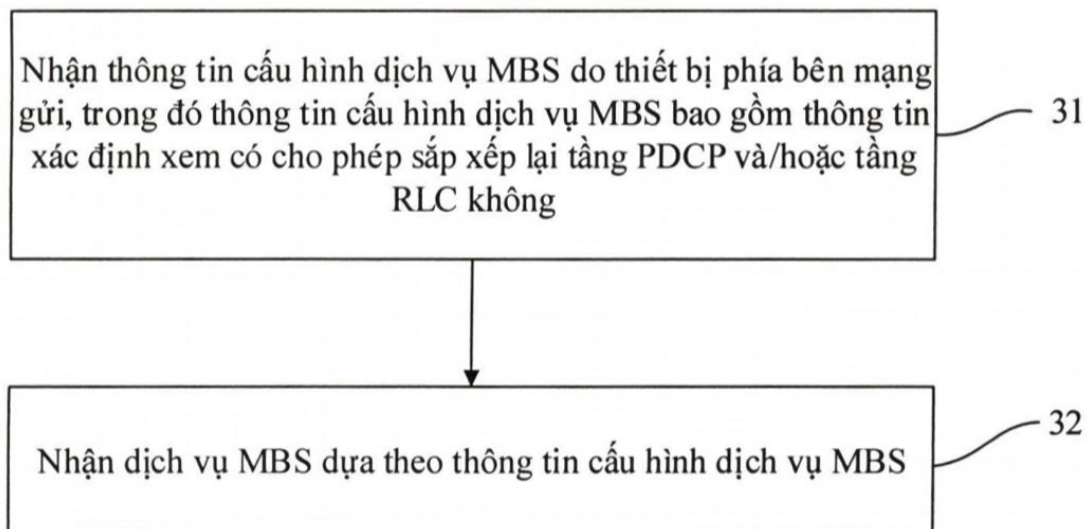 Nhận thông tin cấu hình dịch vụ MBS do thiết bị phía bên mạng
gửi, trong đó thông tin cấu hình dịch vụ MBS bao gồm thông tin
xác định xem có cho phép sắp xếp lại tầng PDCP và/hoặc tầng
RLC không
31
Nhận dịch vụ MBS dựa theo thông tin cấu hình dịch vụ MBS
32